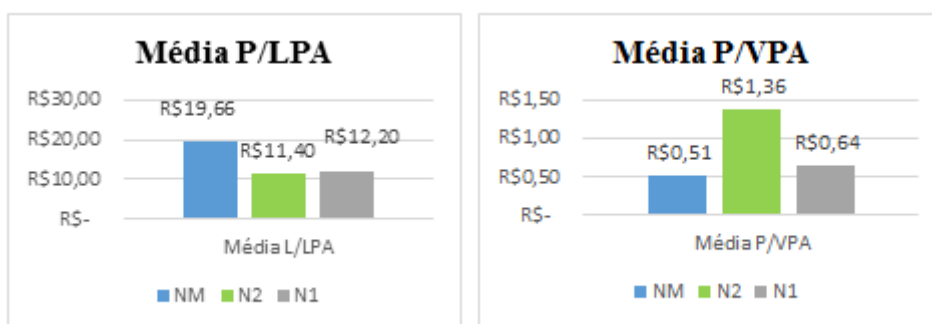 Média P/LPA
R$30,00
R$20,00
R$10,00
R$-
R$19,66
R$11,40
R$12,20
Média L/LPA
NM N2 N1
Média P/VPA
R$1,50
R$1,00
R$0,50
R$-
R$0,51
R$1,36
R$0,64
Média P/VPA
NM N2 N1